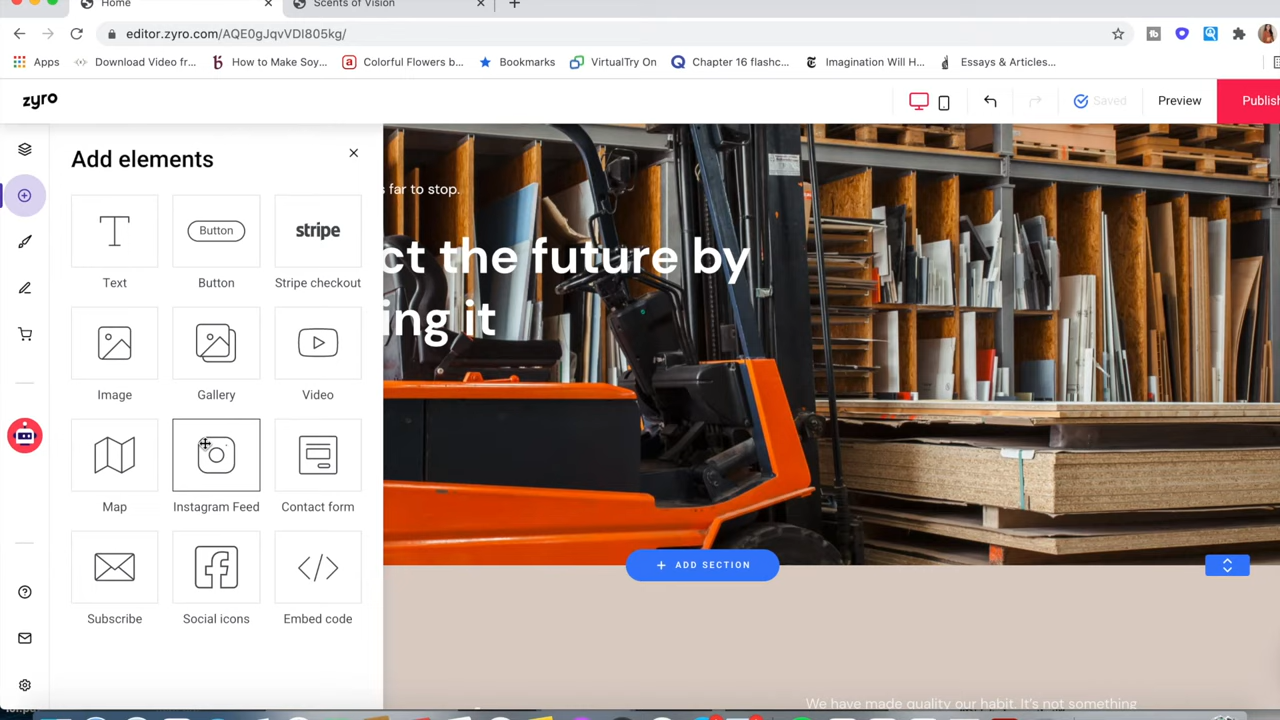 Home
Scents of Vision
editor.zyro.com/AQE0gJqvVDI805kg/
Apps
Download Video fr...
How to Make Soy...
Colorful Flowers b...
Bookmarks
VirtualTry On
Chapter 16 flashc...
Imagination Will H...
Essays & Articles...
zyro
Saved
Preview
Publish
Add elements
s far to stop.
Button
stripe
Text
Button
Stripe checkout
ct the future by
ing it
Image
Gallery
Video
Map
Instagram Feed
Contact form
ADD SECTION
Subscribe
Social icons
Embed code
We have made quality our habit. It's not something